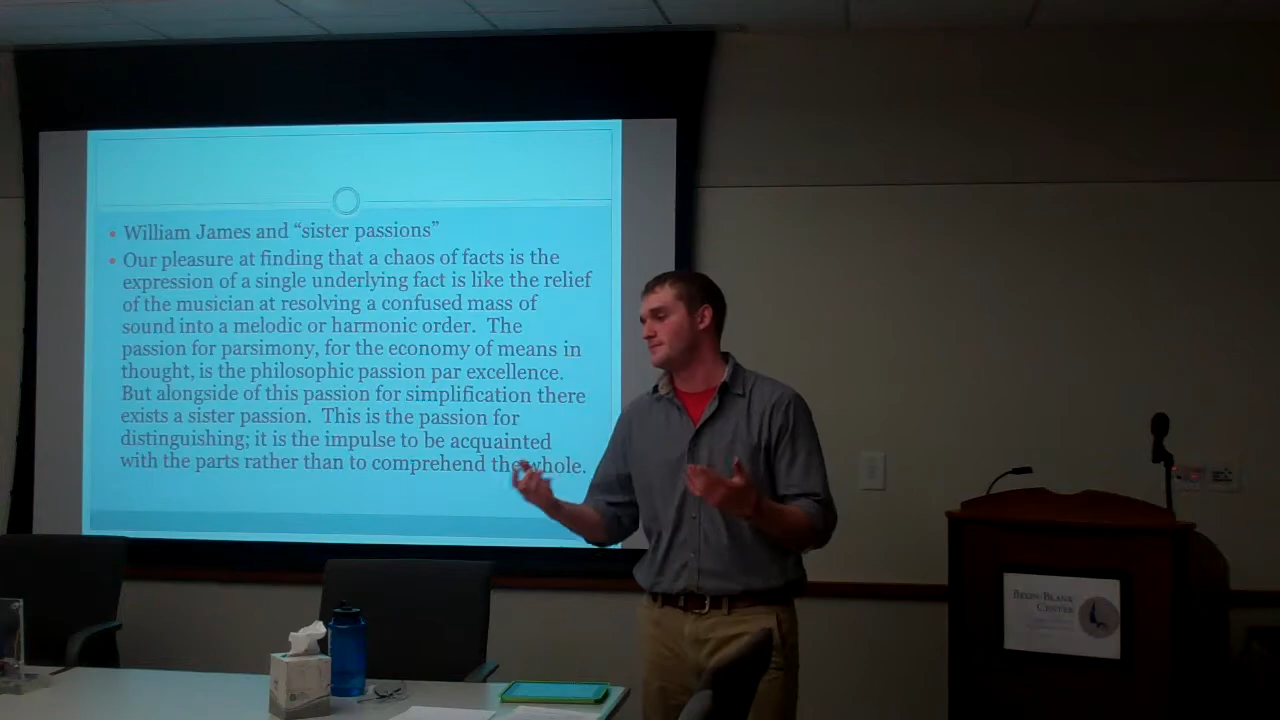 William James and “sister passions”
Our pleasure at finding that a chaos of facts is the
expression of a single underlying fact is like the relief
of the musician at resolving a confused mass of
sound into a melodic or harmonic order. The
passion for parsimony, for the economy of means in
thought, is the philosophic passion par excellence.
But alongside of this passion for simplification there
exists a sister passion. This is the passion for
distinguishing; it is the impulse to be acquainted
with the parts rather than to comprehend the whole.
Belin-Blank
Center